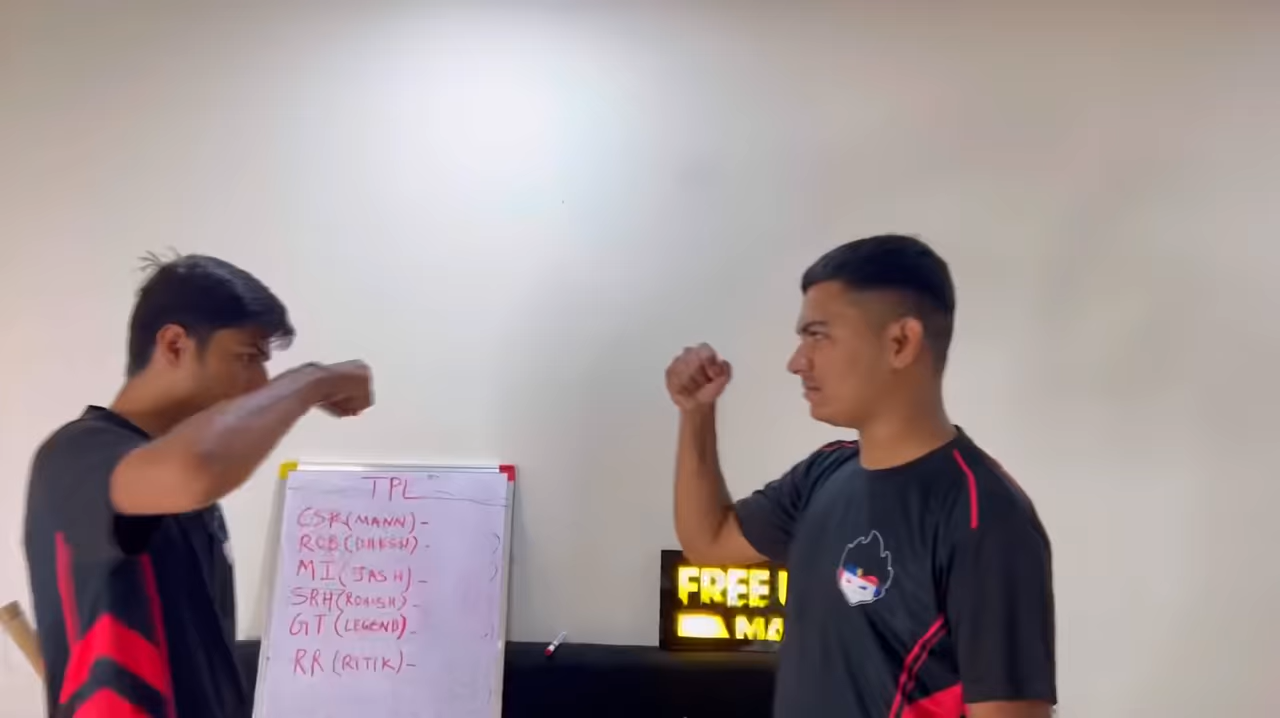 TPL
CSK(MANN)-
RCB(DAKSH)-
MI(JASH)-
SRH(ROHISH)-
GT(LEGEND)-
RR(RITIK)-
FREE
MA